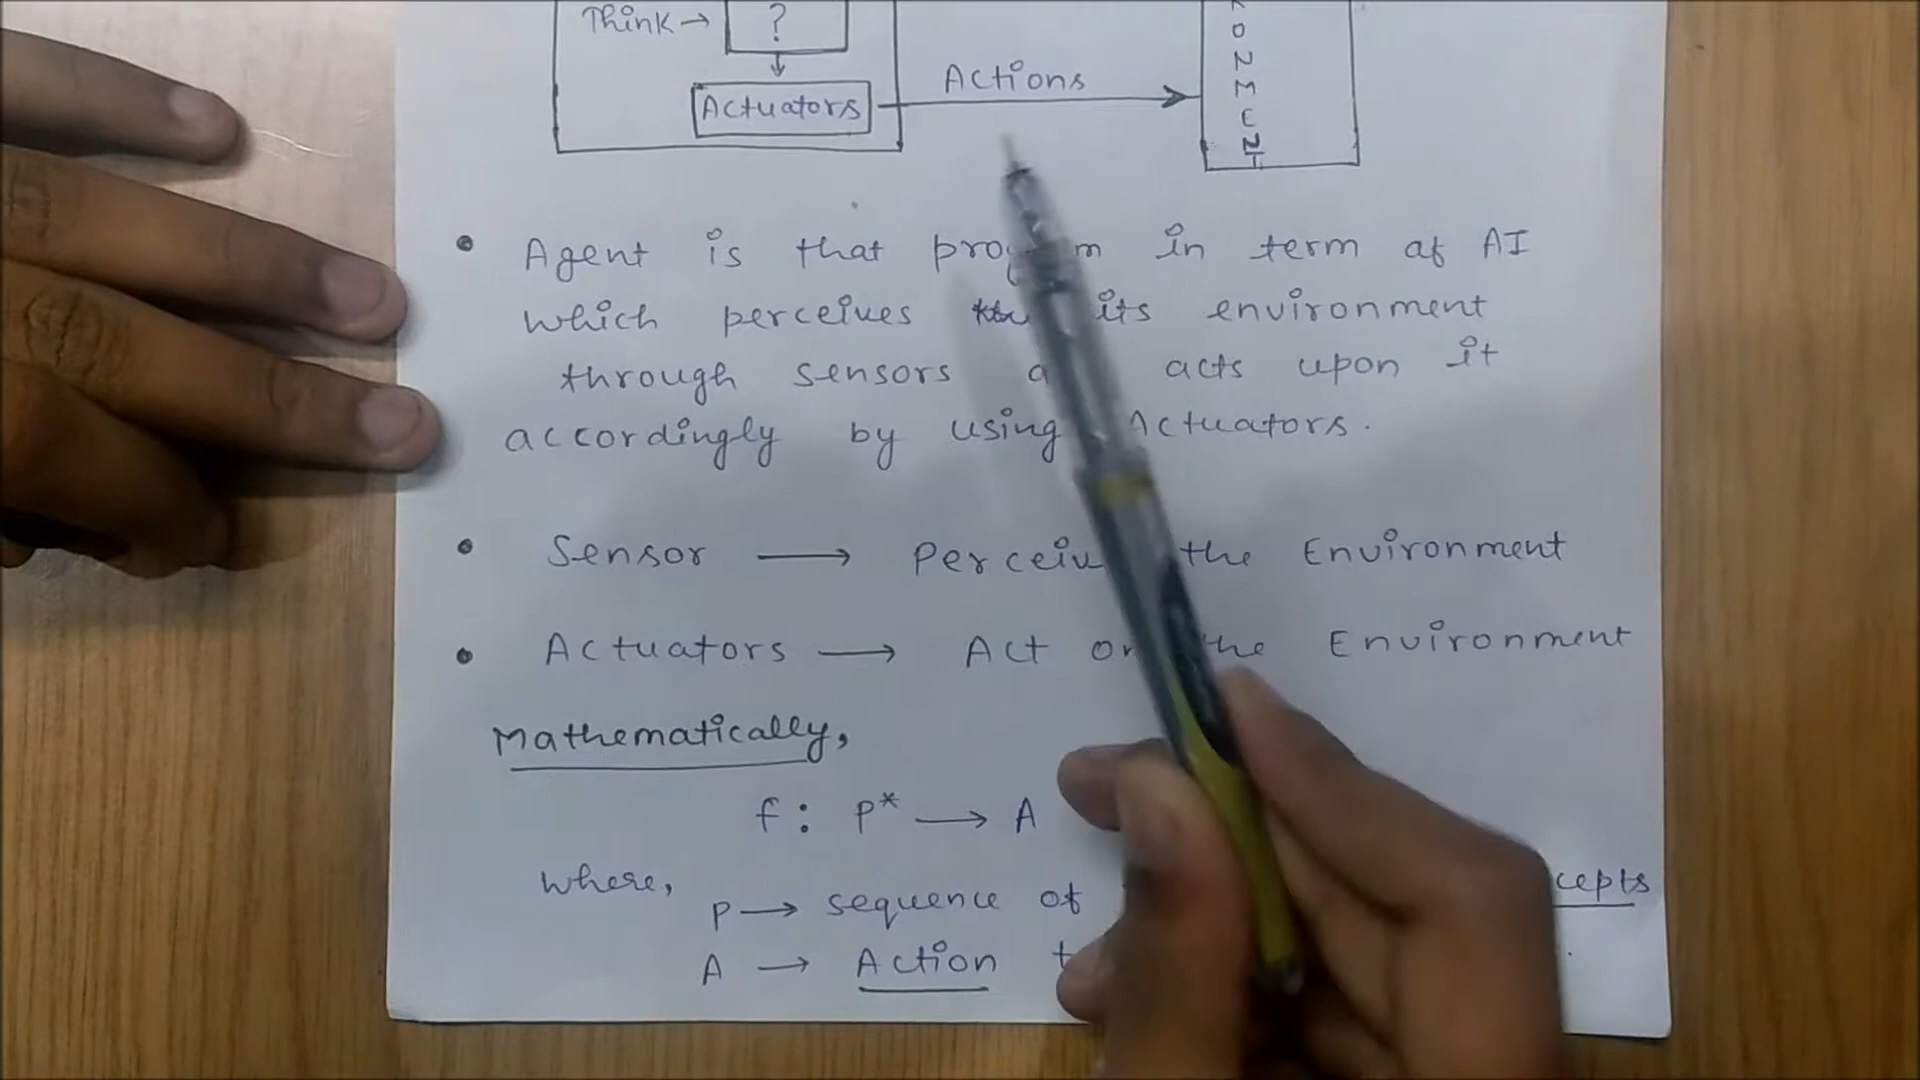 Think → ?
Actions
Actuators
O
N
M
E
N
T
• Agent is that program in term of AI
which perceives its environment
through sensors acts upon it
accordingly by using Actuators.
• Sensor → Perceive the Environment
• Actuators → Act on the Environment
Mathematically,
f: P* → A
where,
P → sequence of
A → Action